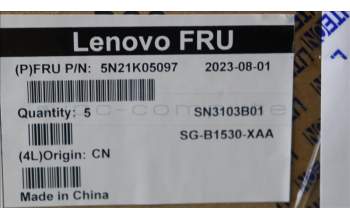 Lenovo FRU
(P)FRU P/N: 5N21K05097 2023-08-01
Quantity: 5 SN3103B01
SG-B1530-XAA
(4L)Origin: CN
Made in China